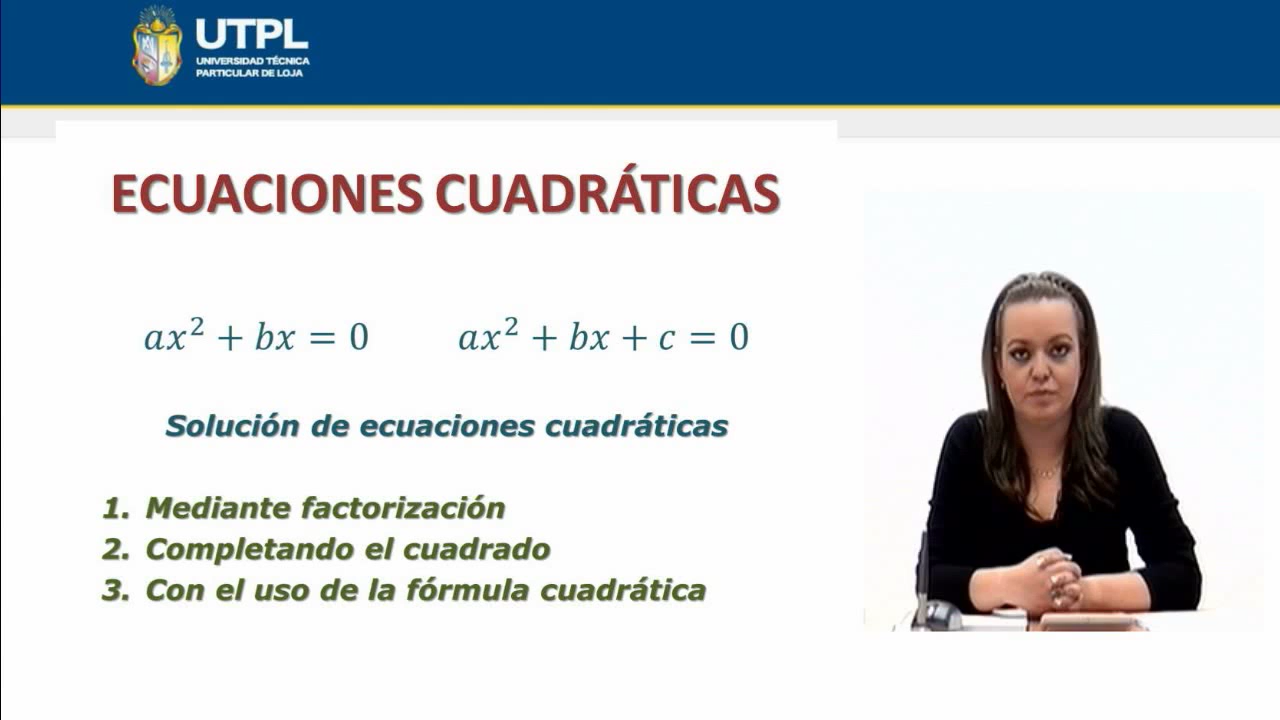 UTPL
UNIVERSIDAD TÉCNICA
PARTICULAR DE LOJA
ECUACIONES CUADRÁTICAS
ax² + bx = 0 ax² + bx + c = 0
Solución de ecuaciones cuadráticas
1. Mediante factorización
2. Completando el cuadrado
3. Con el uso de la fórmula cuadrática